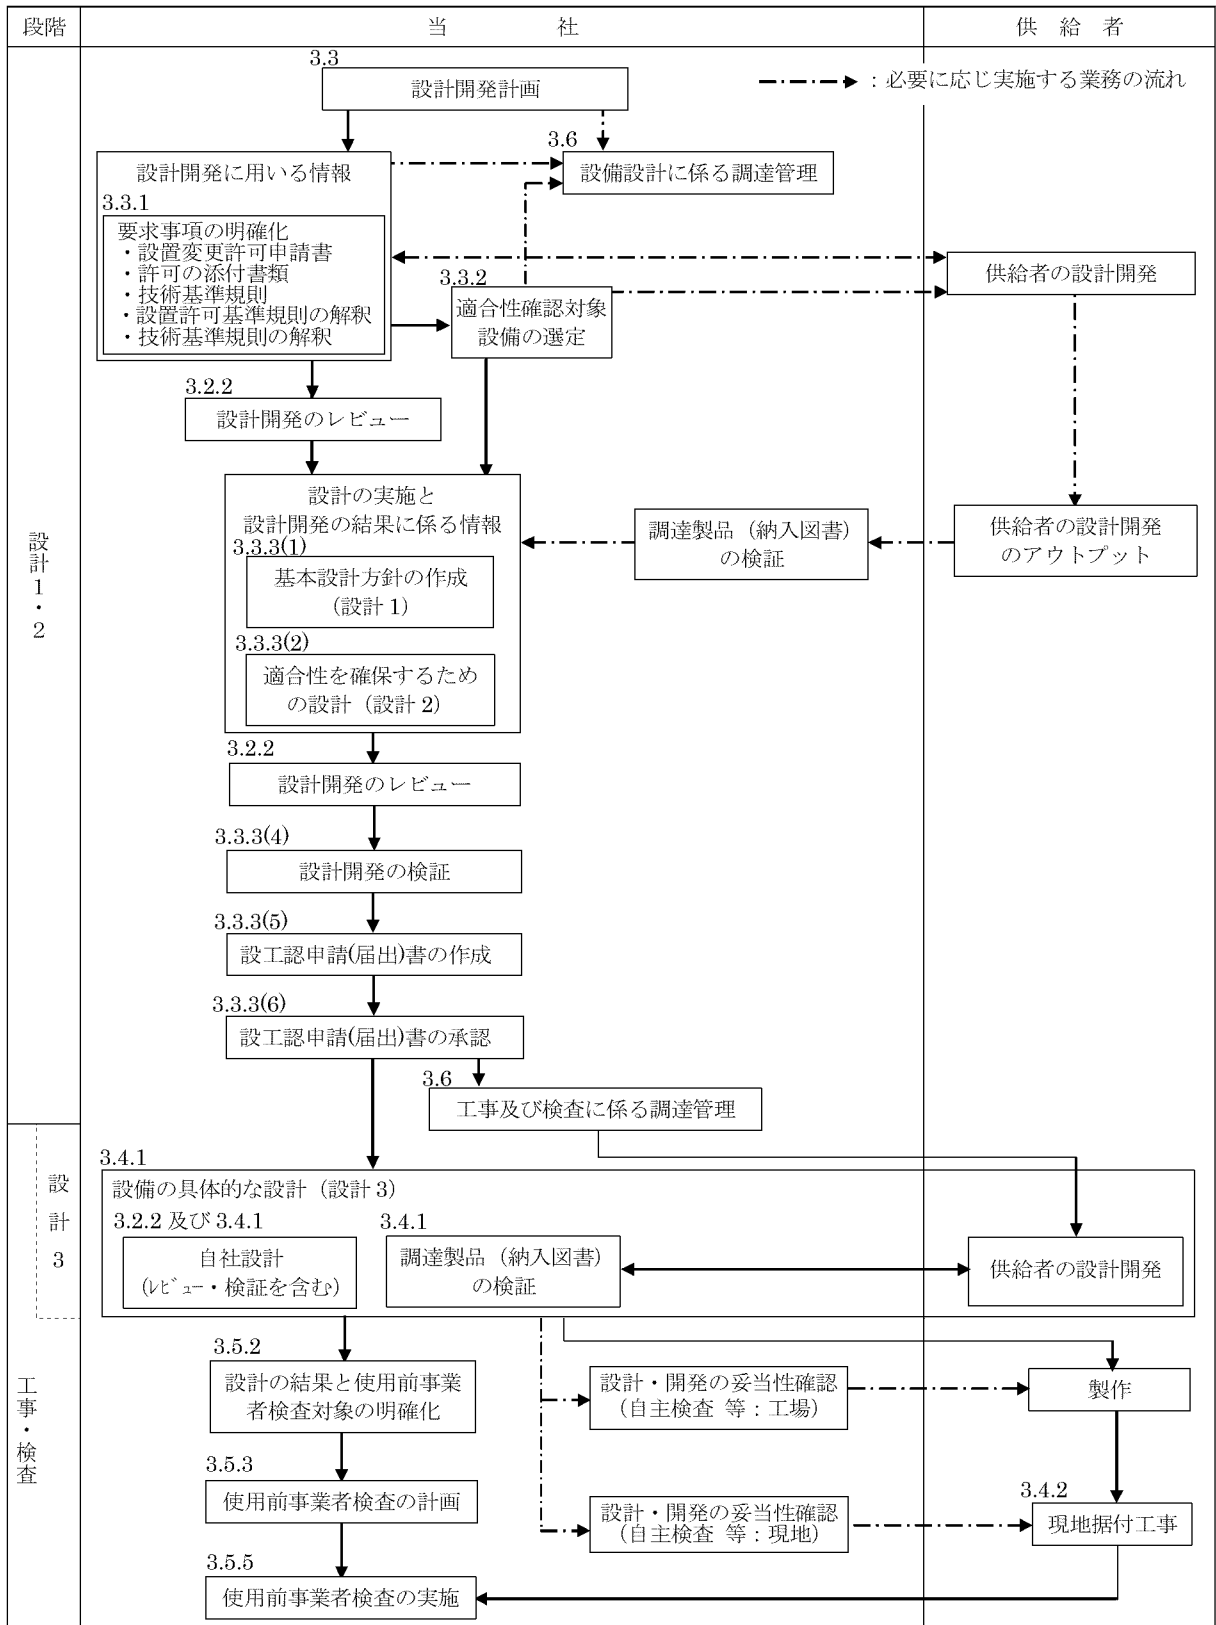 段階
当　　社
供　給　者
3.3
設計開発計画
：必要に応じ実施する業務の流れ
3.6
設備設計に係る調達管理
設計開発に用いる情報
3.3.1
要求事項の明確化
・設置変更許可申請書
・許可の添付書類
・技術基準規則
・設置許可基準規則の解釈
・技術基準規則の解釈
3.3.2
適合性確認対象
設備の選定
供給者の設計開発
3.2.2
設計開発のレビュー
設計の実施と
設計開発の結果に係る情報
3.3.3(1)
基本設計方針の作成
（設計 1）
3.3.3(2)
適合性を確保するため
の設計（設計 2）
調達製品（納入図書）
の検証
供給者の設計開発
のアウトプット
設計1・2
3.2.2
設計開発のレビュー
3.3.3(4)
設計開発の検証
3.3.3(5)
設工認申請(届出)書の作成
3.3.3(6)
設工認申請(届出)書の承認
3.6
工事及び検査に係る調達管理
設計3
3.4.1
設備の具体的な設計（設計 3）
3.2.2 及び 3.4.1
自社設計
(ﾚﾋﾞｭｰ・検証を含む)
3.4.1
調達製品（納入図書）
の検証
供給者の設計開発
工事・検査
3.5.2
設計の結果と使用前事業
者検査対象の明確化
設計・開発の妥当性確認
（自主検査 等：工場）
製作
3.5.3
使用前事業者検査の計画
設計・開発の妥当性確認
（自主検査 等：現地）
3.4.2
現地据付工事
3.5.5
使用前事業者検査の実施